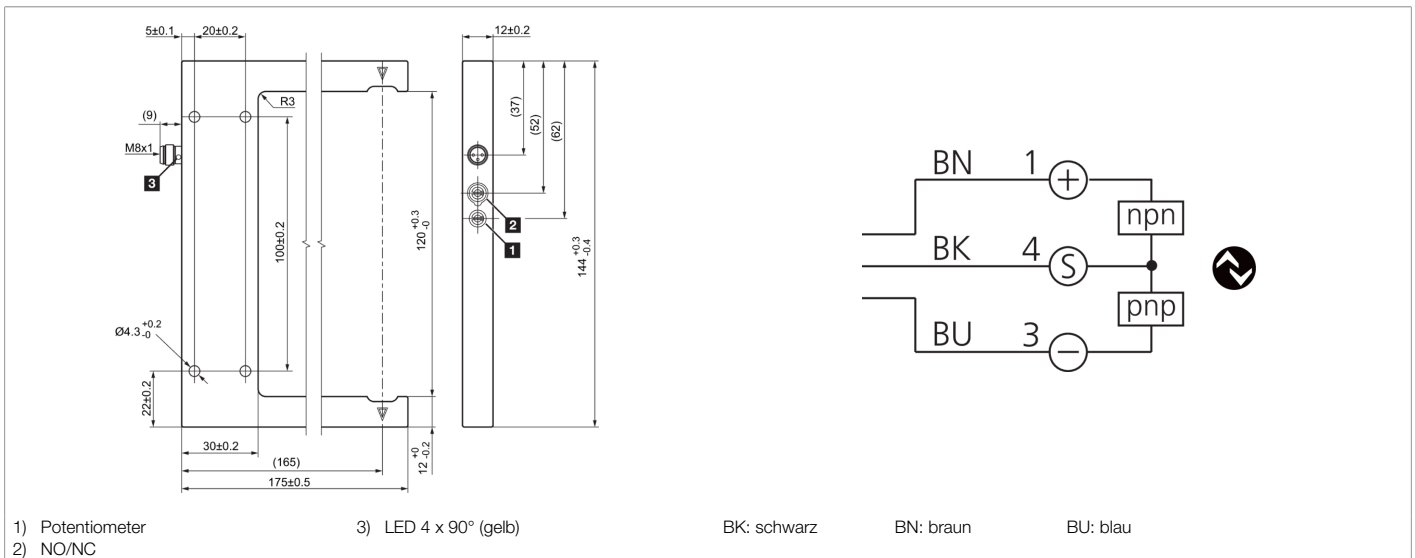 5±0.1 20±0.2
12±0.2
R3
(9)
M8x1
3
(37)
(52)
(62)
2
1
100±0.2
120 +0.3 -0
144 +0.3 -0.4
Ø4.3 +0.2 -0
22±0.2
30±0.2
(165)
175±0.5
12 +0 -0.2
BN 1 +
npn
BK 4 S
pnp
BU 3 −
1) Potentiometer 3) LED 4 x 90° (gelb) BK: schwarz BN: braun BU: blau
2) NO/NC